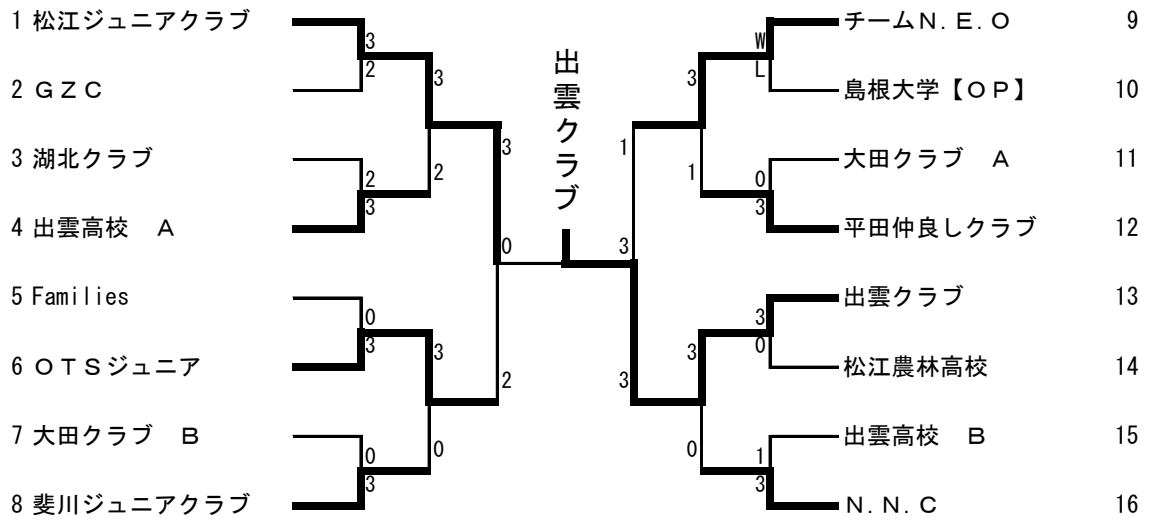 1 松江ジュニアクラブ
2 ＧＺＣ
3 湖北クラブ
4 出雲高校　Ａ
5 Families
6 ＯＴＳジュニア
7 大田クラブ　Ｂ
8 斐川ジュニアクラブ
3
2
2
3
0
3
0
3
3
2
3
0
3
2
0
出雲クラブ
3
1
3
3
1
3
0
W
L
0
3
3
0
1
3
チームＮ．Ｅ．Ｏ 9
島根大学【ＯＰ】 10
大田クラブ　Ａ 11
平田仲良しクラブ 12
出雲クラブ 13
松江農林高校 14
出雲高校　Ｂ 15
Ｎ．Ｎ．Ｃ 16